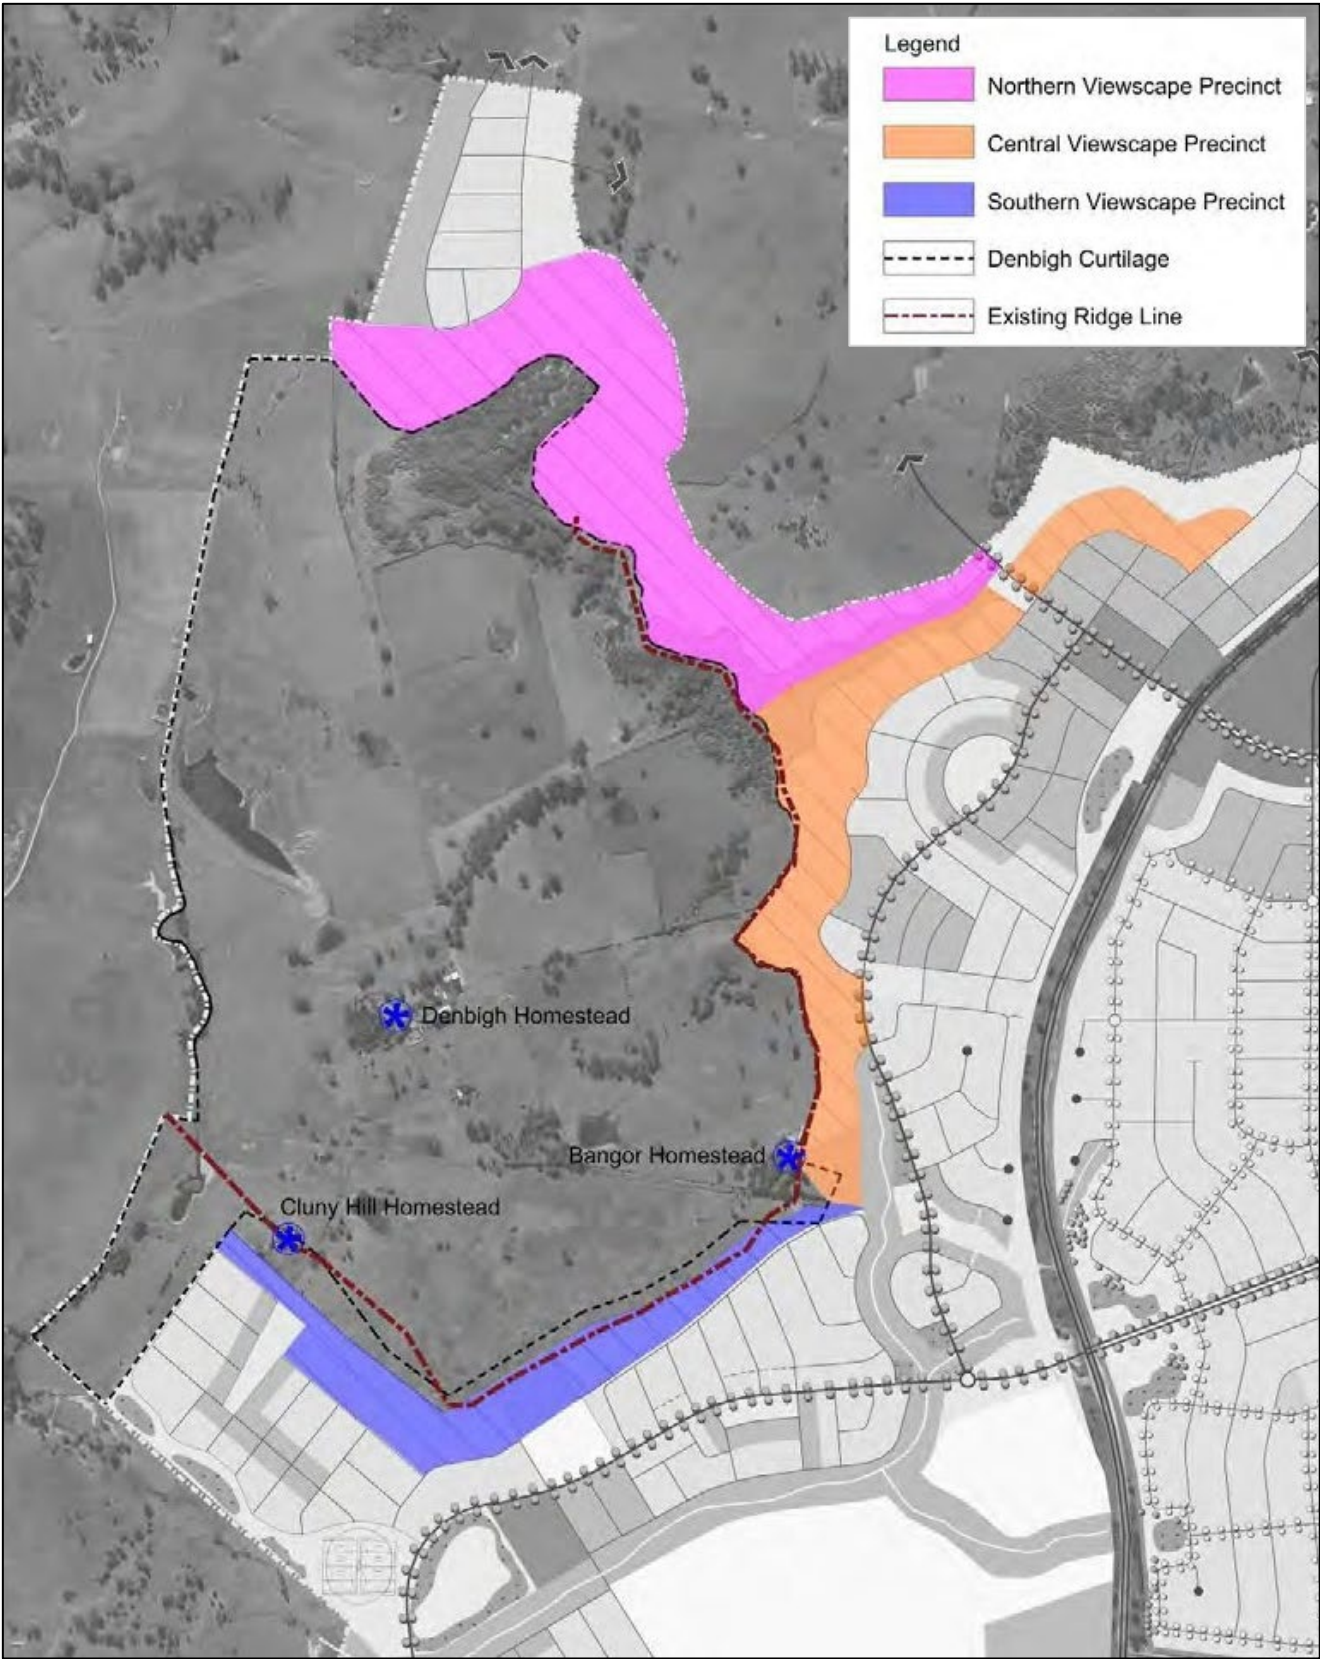 Legend
Northern Viewscape Precinct
Central Viewscape Precinct
Southern Viewscape Precinct
Denbigh Curtilage
Existing Ridge Line
Denbigh Homestead
Bangor Homestead
Cluny Hill Homestead